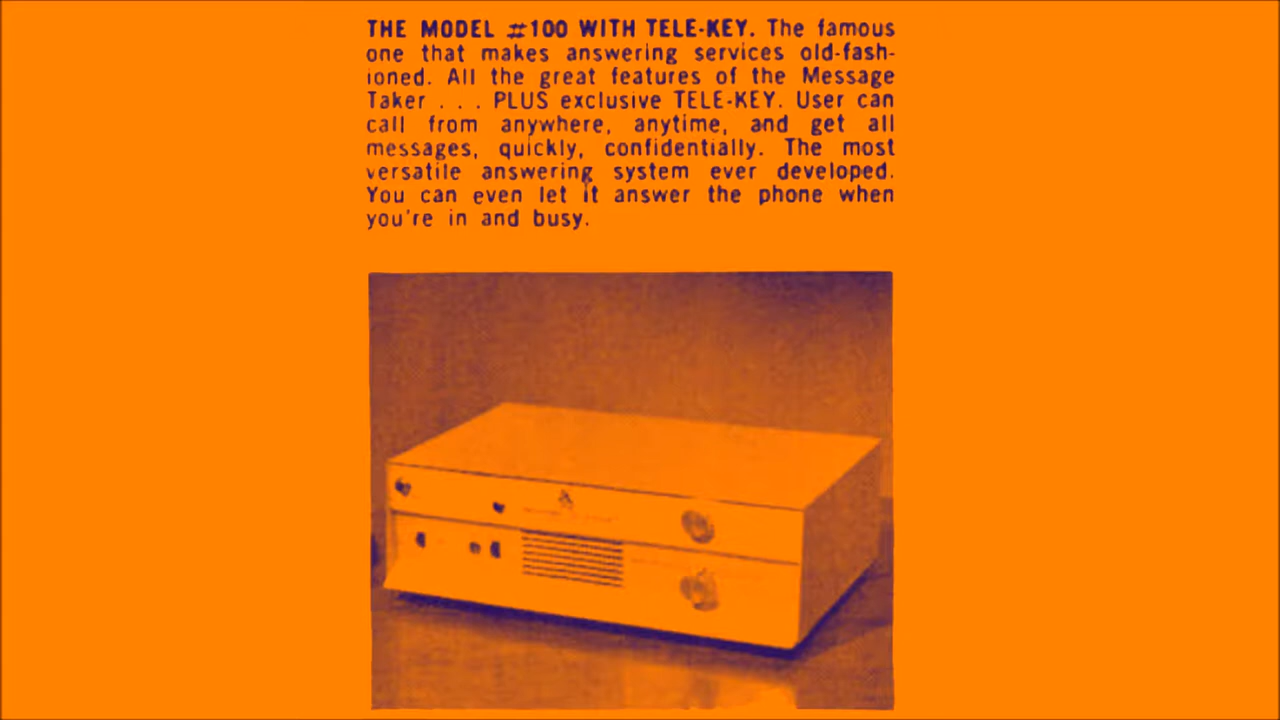 THE MODEL #100 WITH TELE-KEY. The famous
one that makes answering services old-fash-
ioned. All the great features of the Message
Taker . . . PLUS exclusive TELE-KEY. User can
call from anywhere, anytime, and get all
messages, quickly, confidentially. The most
versatile answering system ever developed.
You can even let it answer the phone when
you're in and busy.